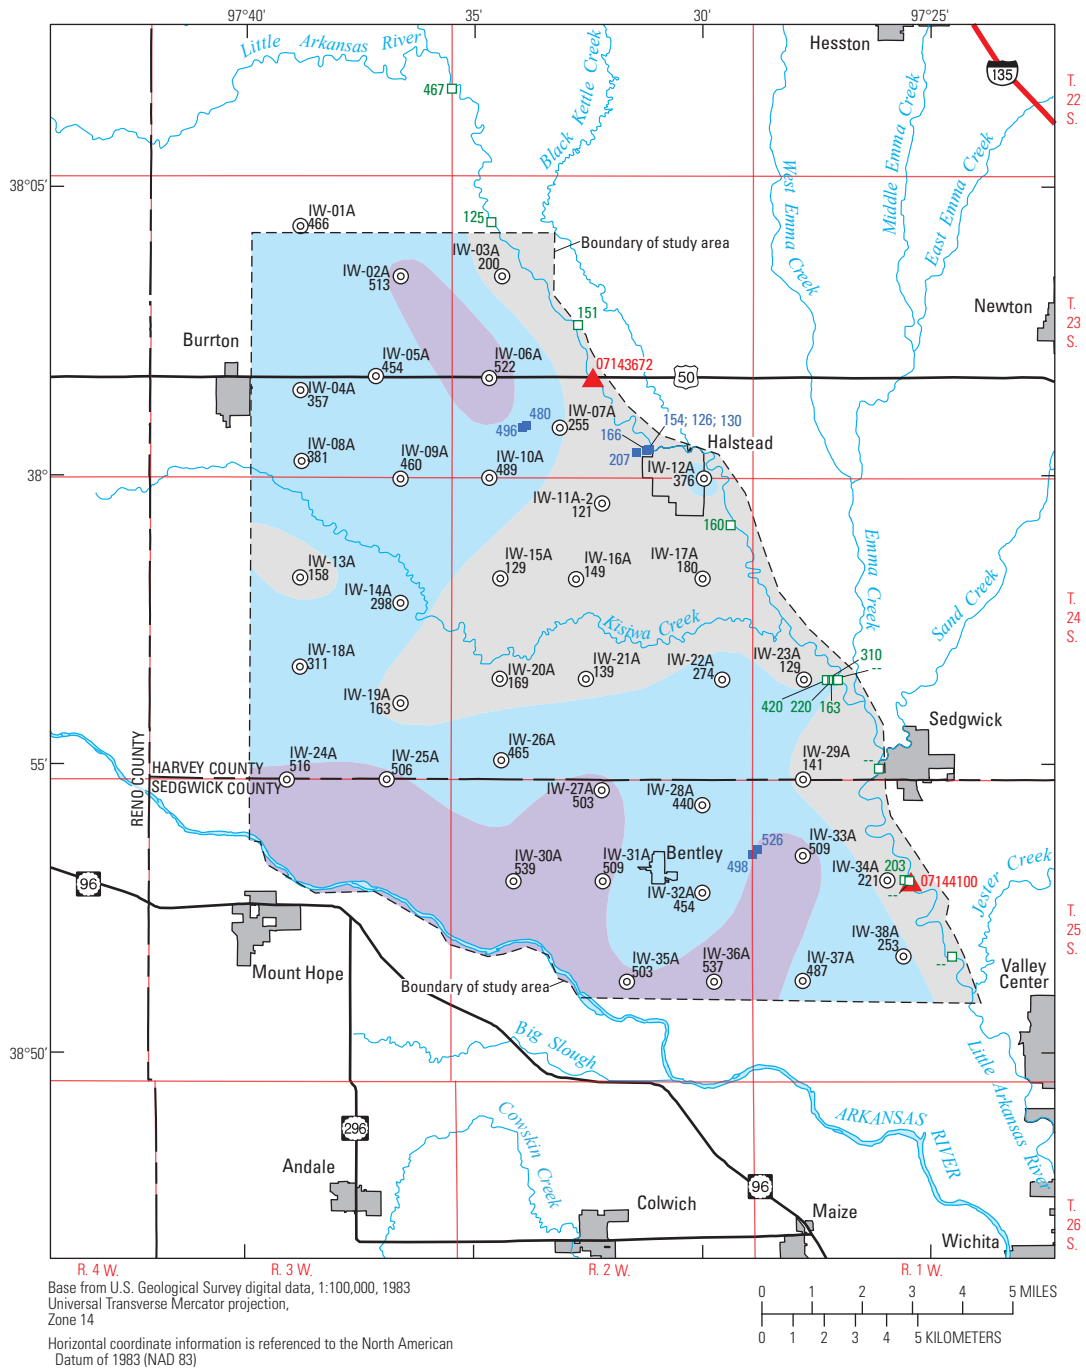 97°40'
35'
30'
97°25'
Little Arkansas River
Black Kettle Creek
Hesston
135
T.
22
S.
467
West Emma Creek
Middle Emma Creek
East Emma Creek
38°05'
IW-01A
466
125
Boundary of study area
IW-03A
200
IW-02A
513
T.
23
S.
Newton
151
Burrton
IW-05A
454
IW-06A
522
07143672
50
IW-04A
357
480
496
IW-07A
255
154; 126; 130
166
207
Halstead
IW-08A
381
IW-09A
460
IW-10A
489
IW-12A
376
38°
IW-11A-2
121
160
Emma Creek
Sand Creek
IW-13A
158
IW-15A
129
IW-16A
149
IW-17A
180
IW-14A
298
T.
24
S.
Kisiwa Creek
IW-18A
311
IW-20A
169
IW-21A
139
IW-22A
274
IW-23A
129
310
--
420
220
163
IW-19A
163
Sedgwick
RENO COUNTY
IW-26A
465
IW-29A
141
--
55'
HARVEY COUNTY
SEDGWICK COUNTY
IW-24A
516
IW-25A
506
IW-27A
503
IW-28A
440
526
498
IW-33A
509
IW-30A
539
IW-31A
509
Bentley
IW-34A
221
203
07144100
--
Jester Creek
96
IW-32A
454
T.
25
S.
IW-38A
253
--
Mount Hope
IW-35A
503
IW-36A
537
IW-37A
487
Valley
Center
Boundary of study area
38°50'
Big Slough
Little Arkansas River
Cowskin Creek
ARKANSAS RIVER
296
Andale
96
Colwich
Maize
T.
26
S.
Wichita
R. 4 W.
R. 3 W.
R. 2 W.
R. 1 W.
Base from U.S. Geological Survey digital data, 1:100,000, 1983
Universal Transverse Mercator projection,
Zone 14
Horizontal coordinate information is referenced to the North American
Datum of 1983 (NAD 83)
0 1 2 3 4 5 MILES
0 1 2 3 4 5 KILOMETERS